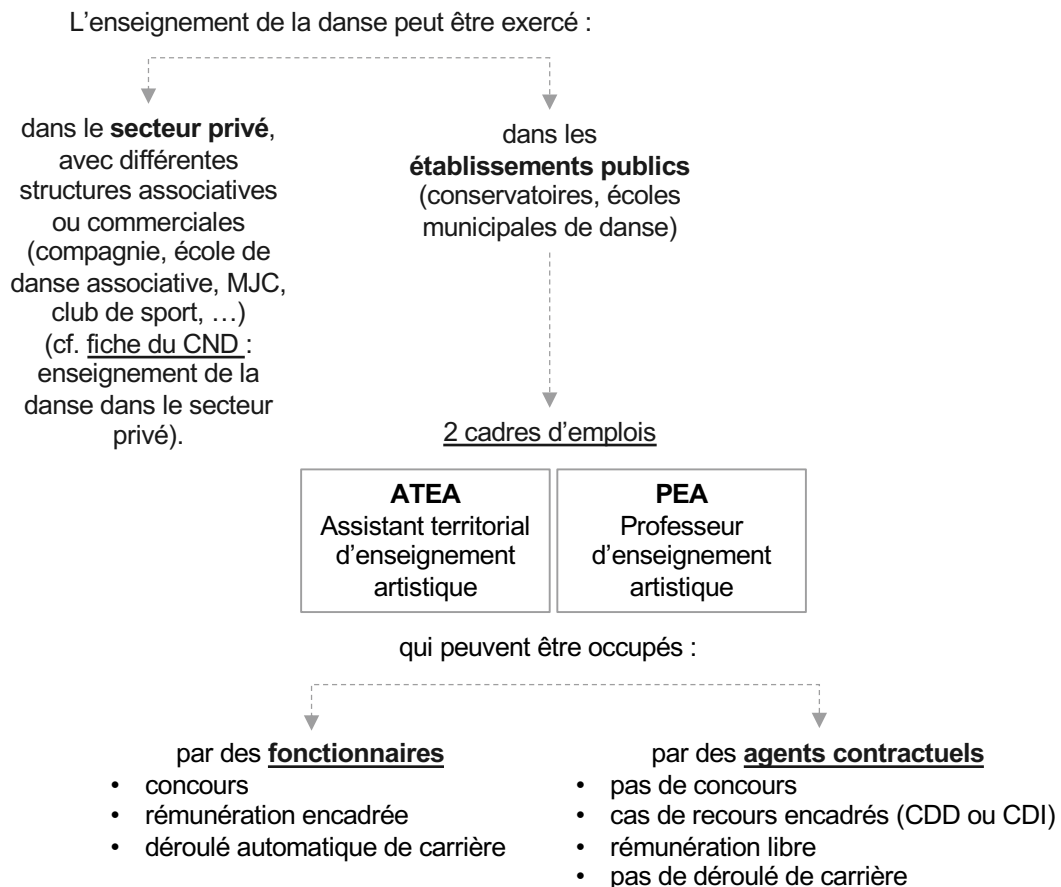 L’enseignement de la danse peut être exercé :
dans le secteur privé,
avec différentes
structures associatives
ou commerciales
(compagnie, école de
danse associative, MJC,
club de sport, …)
(cf. fiche du CND :
enseignement de la
danse dans le secteur
privé).
dans les
établissements publics
(conservatoires, écoles
municipales de danse)
2 cadres d’emplois
ATEA
Assistant territorial
d’enseignement
artistique
PEA
Professeur
d’enseignement
artistique
qui peuvent être occupés :
par des fonctionnaires
• concours
• rémunération encadrée
• déroulé automatique de carrière
par des agents contractuels
• pas de concours
• cas de recours encadrés (CDD ou CDI)
• rémunération libre
• pas de déroulé de carrière